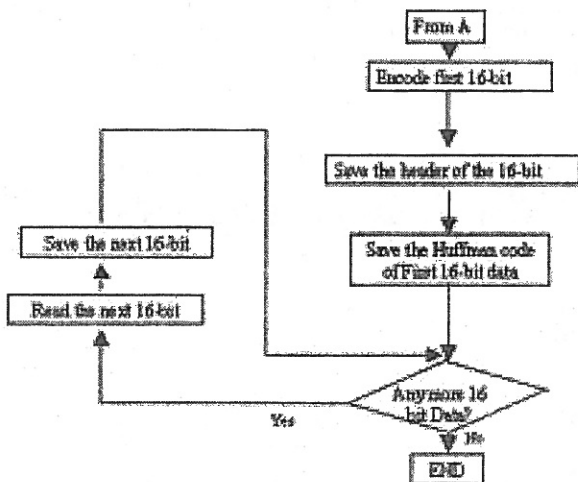 From A
Encode first 16-bit
Save the header of the 16-bit
Save the Huffman code
of First 16-bit data
Save the next 16-bit
Read the next 16-bit
Any more 16
bit Data?
Yes
No
END